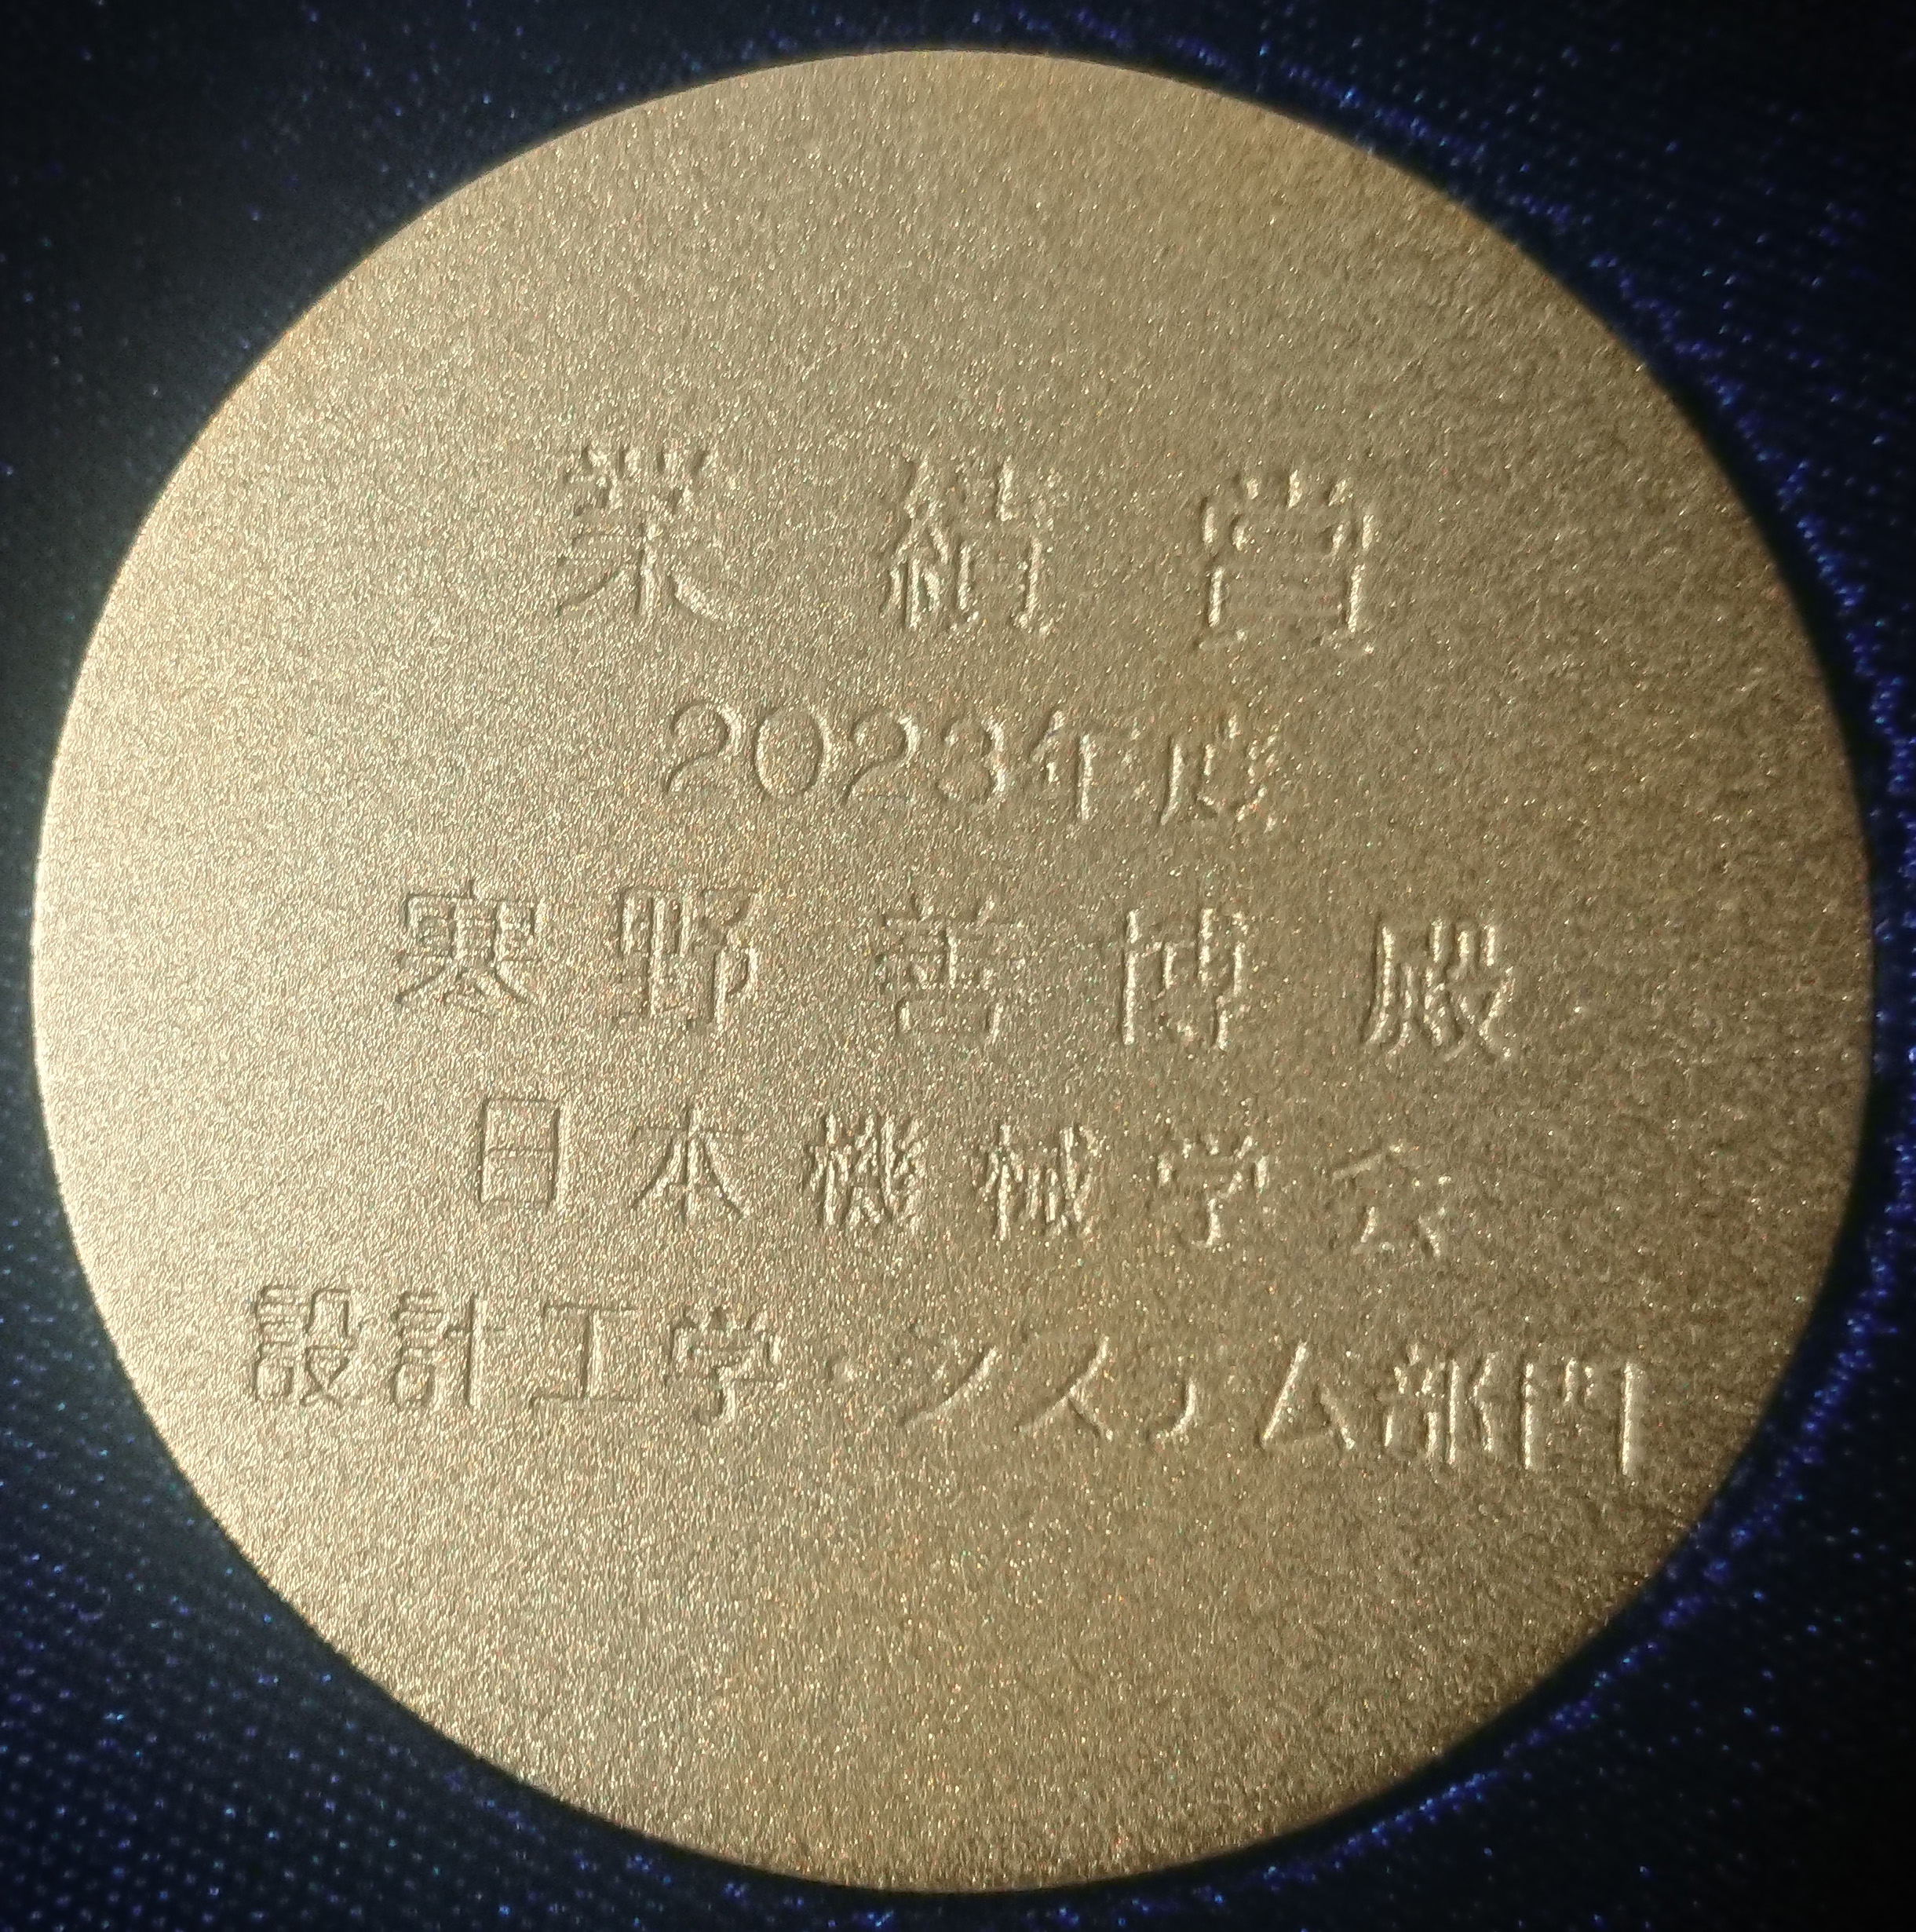 業績賞
2023年度
寒野善博殿
日本機械学会
設計工学・システム部門